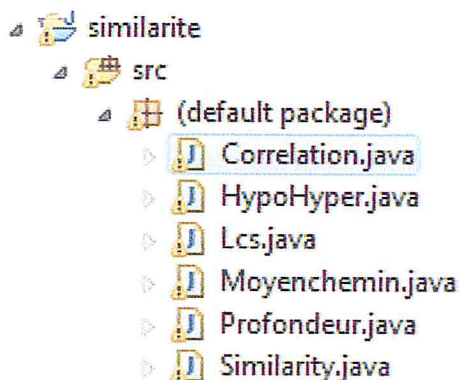 similarite
src
(default package)
Correlation.java
HypoHyper.java
Lcs.java
Moyenchemin.java
Profondeur.java
Similarity.java